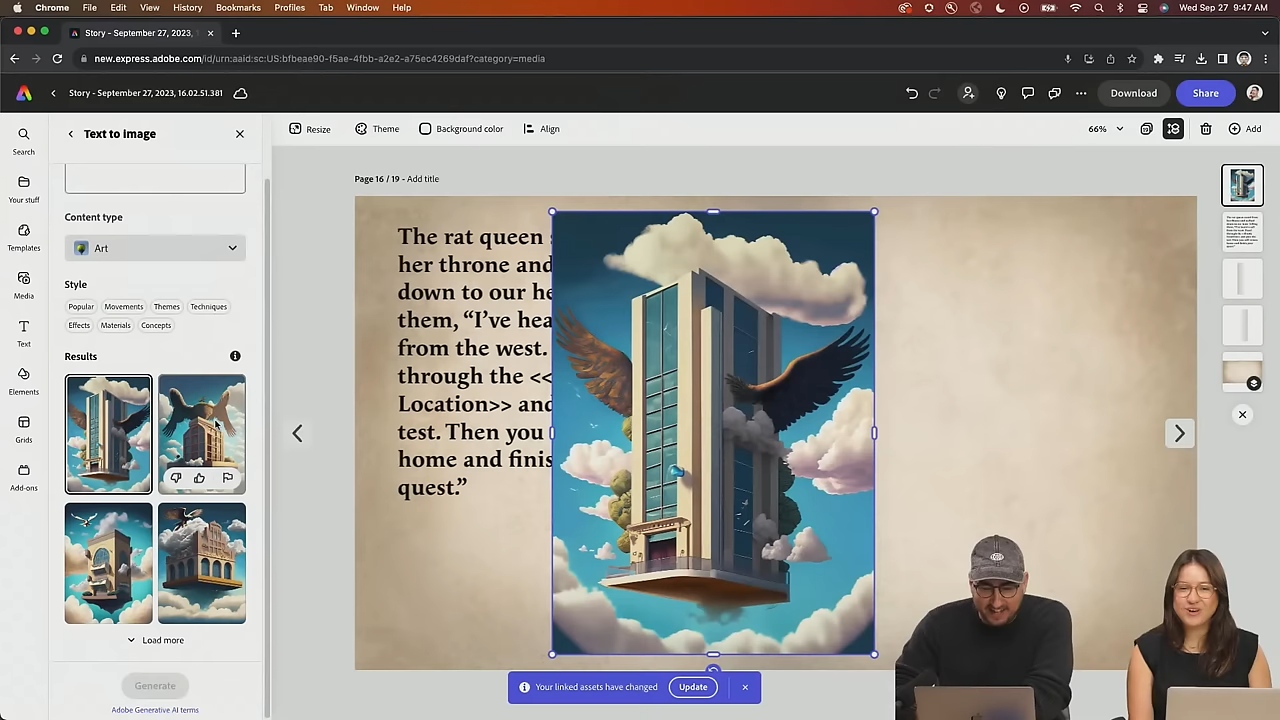 Chrome File Edit View History Bookmarks Profiles Tab Window Help
Wed Sep 27 9:47 AM
Story - September 27, 2023,
new.express.adobe.com/id/urn:aaid:sc:US:bfbeae90-f5ae-4fbb-a2e2-a75ec4269daf?category=media
Story - September 27, 2023, 16.02.51.381
Download
Share
Search
Your stuff
Templates
Media
Text
Elements
Grids
Add-ons
Text to image
Content type
Art
Style
Popular Movements Themes Techniques
Effects Materials Concepts
Results
Load more
Generate
Adobe Generative AI terms
Resize Theme Background color Align
66%
Add
Page 16 / 19 - Add title
The rat queen
her throne and
down to our he
them, “I’ve hea
from the west.
through the <<
Location>> and
test. Then you
home and finis
quest.”
Your linked assets have changed
Update